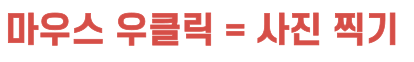 마우스 우클릭 = 사진 찍기